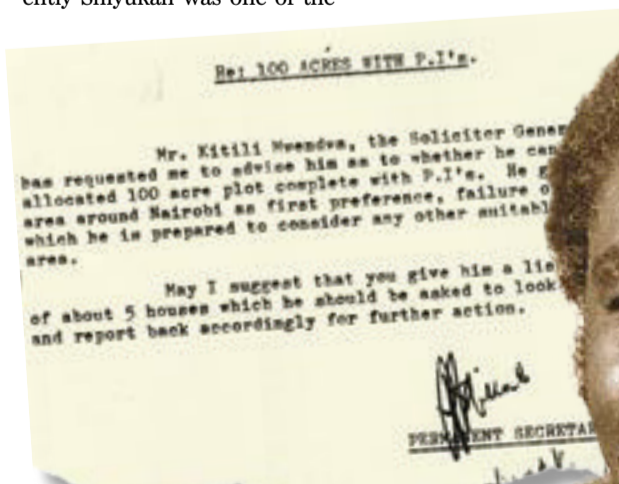 ently Shiyukah was one of the
Re: 100 ACRES WITH P.I's.
Mr. Kitili Mwendwa, the Soliciter Gener
has requested me to advice him as to whether he can
allocated 100 acre plot complete with P.I's. He g
area around Nairobi as first preference, failure o
which he is prepared to consider any other suitabl
area.
May I suggest that you give him a lis
of about 5 houses which he should be asked to look
and report back accordingly for further action.
PERMANENT SECRETAR